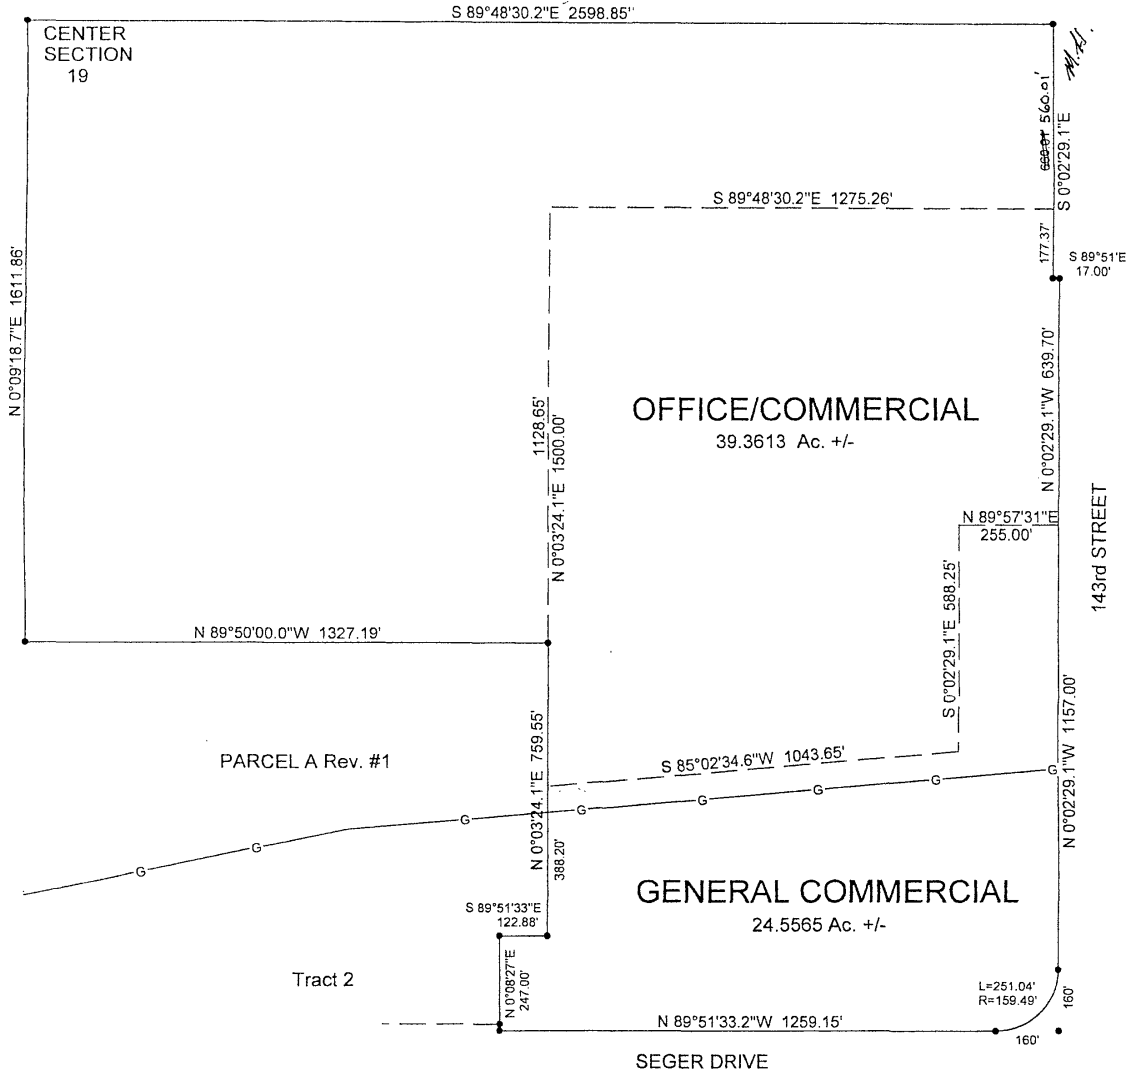 S 89°48'30.2"E 2598.85'
CENTER
SECTION
19
M.H.
560.01'
S 0°02'29.1"E
S 89°48'30.2"E 1275.26'
177.37'
S 89°51'E
17.00'
N 0°09'18.7"E 1611.86'
N 0°02'29.1"W 639.70'
OFFICE/COMMERCIAL
39.3613 Ac. +/-
1128.65'
N 0°03'24.1"E 1500.00'
143rd STREET
N 89°57'31"E
255.00'
S 0°02'29.1"E 588.25'
N 89°50'00.0"W 1327.19'
N 0°02'29.1"W 1157.00'
N 0°03'24.1"E 759.55'
PARCEL A Rev. #1
S 85°02'34.6"W 1043.65'
G G G G G G G G
388.20'
GENERAL COMMERCIAL
24.5565 Ac. +/-
S 89°51'33"E
122.88'
Tract 2
N 0°08'27"E
247.00'
L=251.04'
R=159.49'
160'
N 89°51'33.2"W 1259.15'
160'
SEGER DRIVE